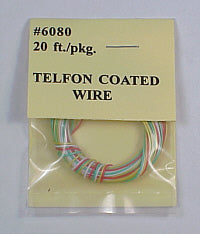 #6080
20 ft./pkg.
TELFON COATED
WIRE